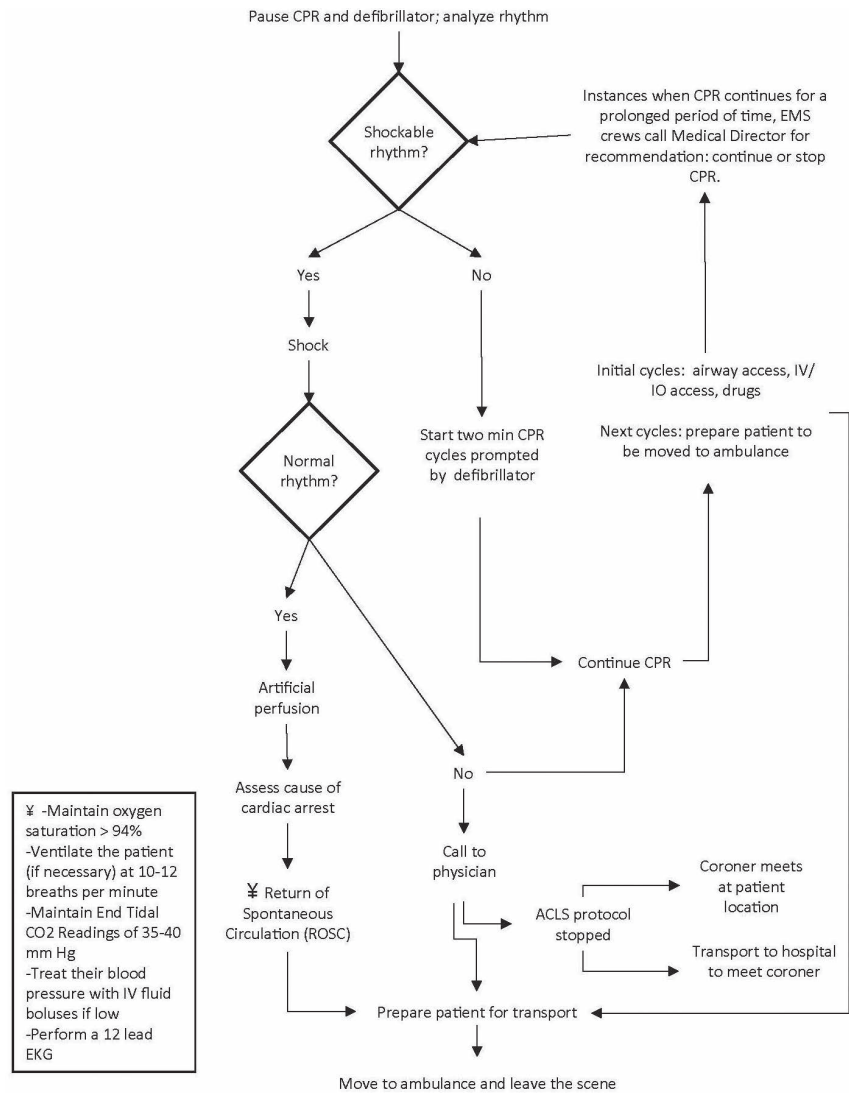 Pause CPR and defibrillator; analyze rhythm
Shockable
rhythm?
Instances when CPR continues for a
prolonged period of time, EMS
crews call Medical Director for
recommendation: continue or stop
CPR.
Yes
No
Shock
Initial cycles: airway access, IV/
IO access, drugs
Next cycles: prepare patient to
be moved to ambulance
Start two min CPR
cycles prompted
by defibrillator
Normal
rhythm?
Yes
Continue CPR
Artificial
perfusion
No
Assess cause of
cardiac arrest
Call to
physician
¥ Return of
Spontaneous
Circulation (ROSC)
ACLS protocol
stopped
Coroner meets
at patient
location
Transport to hospital
to meet coroner
¥ -Maintain oxygen
saturation > 94%
-Ventilate the patient
(if necessary) at 10-12
breaths per minute
-Maintain End Tidal
CO2 Readings of 35-40
mm Hg
-Treat their blood
pressure with IV fluid
boluses if low
-Perform a 12 lead
EKG
Prepare patient for transport
Move to ambulance and leave the scene